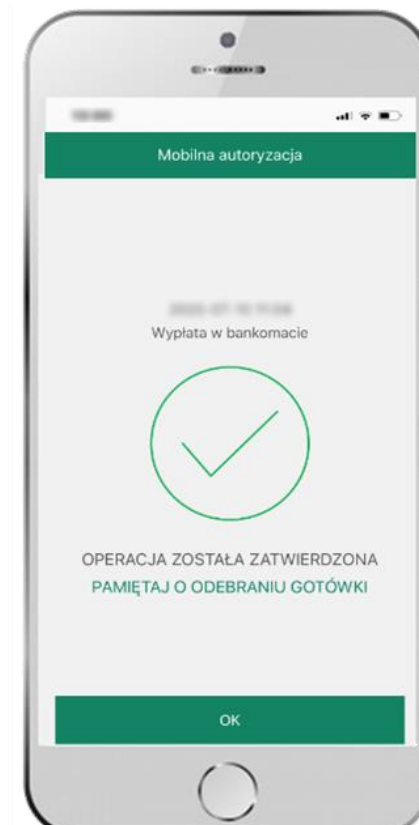 Mobilna autoryzacja
Wypłata w bankomacie
OPERACJA ZOSTAŁA ZATWIERDZONA
PAMIĘTAJ O ODEBRANIU GOTÓWKI
OK